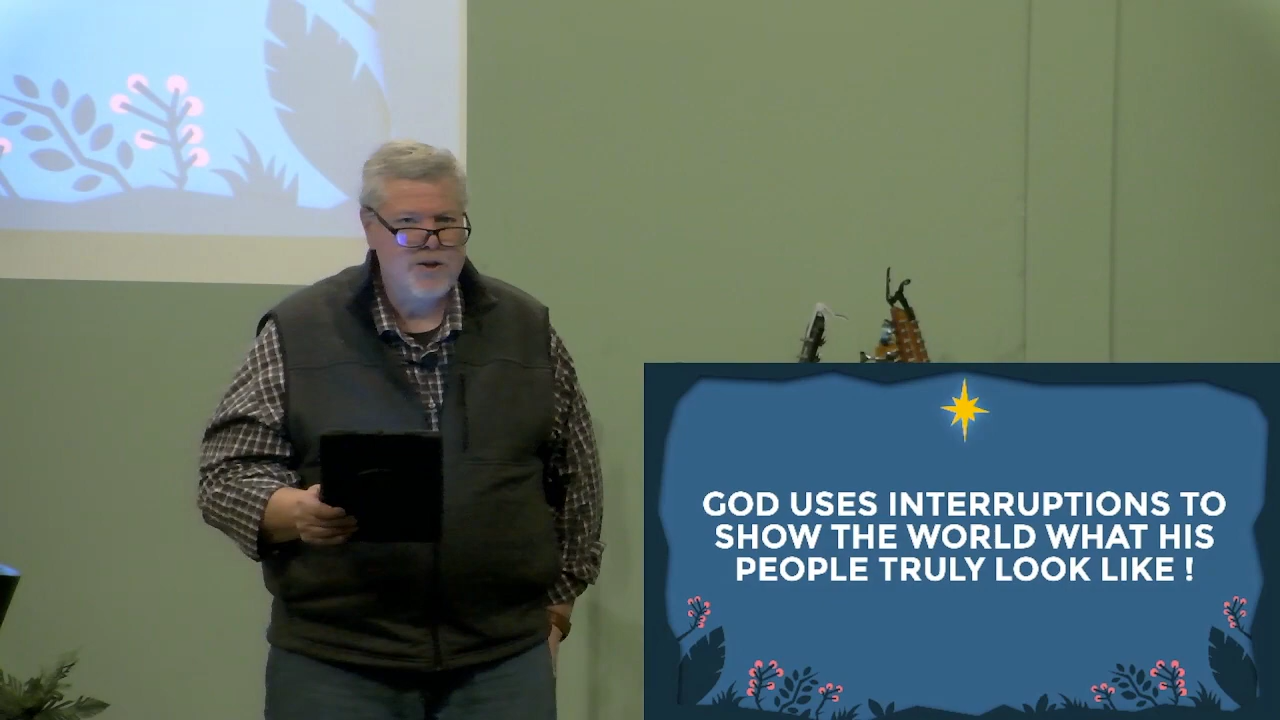 GOD USES INTERRUPTIONS TO
SHOW THE WORLD WHAT HIS
PEOPLE TRULY LOOK LIKE !